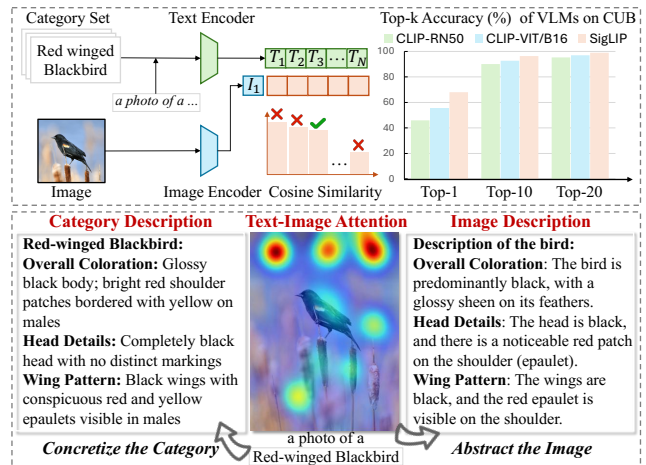 Category Set
Text Encoder
Red winged
Blackbird
a photo of a ...
T1 T2 T3 ... TN
I1
...
Image
Image Encoder
Cosine Similarity
Top-k Accuracy (%) of VLMs on CUB
CLIP-RN50 CLIP-VIT/B16 SigLIP
100
80
60
40
20
0
Top-1 Top-10 Top-20
Category Description
Red-winged Blackbird:
Overall Coloration: Glossy
black body; bright red shoulder
patches bordered with yellow on
males
Head Details: Completely black
head with no distinct markings
Wing Pattern: Black wings with
conspicuous red and yellow
epaulets visible in males
Concretize the Category
Text-Image Attention
a photo of a
Red-winged Blackbird
Image Description
Description of the bird:
Overall Coloration: The bird is
predominantly black, with a
glossy sheen on its feathers.
Head Details: The head is black,
and there is a noticeable red patch
on the shoulder (epaulet).
Wing Pattern: The wings are
black, and the red epaulet is
visible on the shoulder.
Abstract the Image